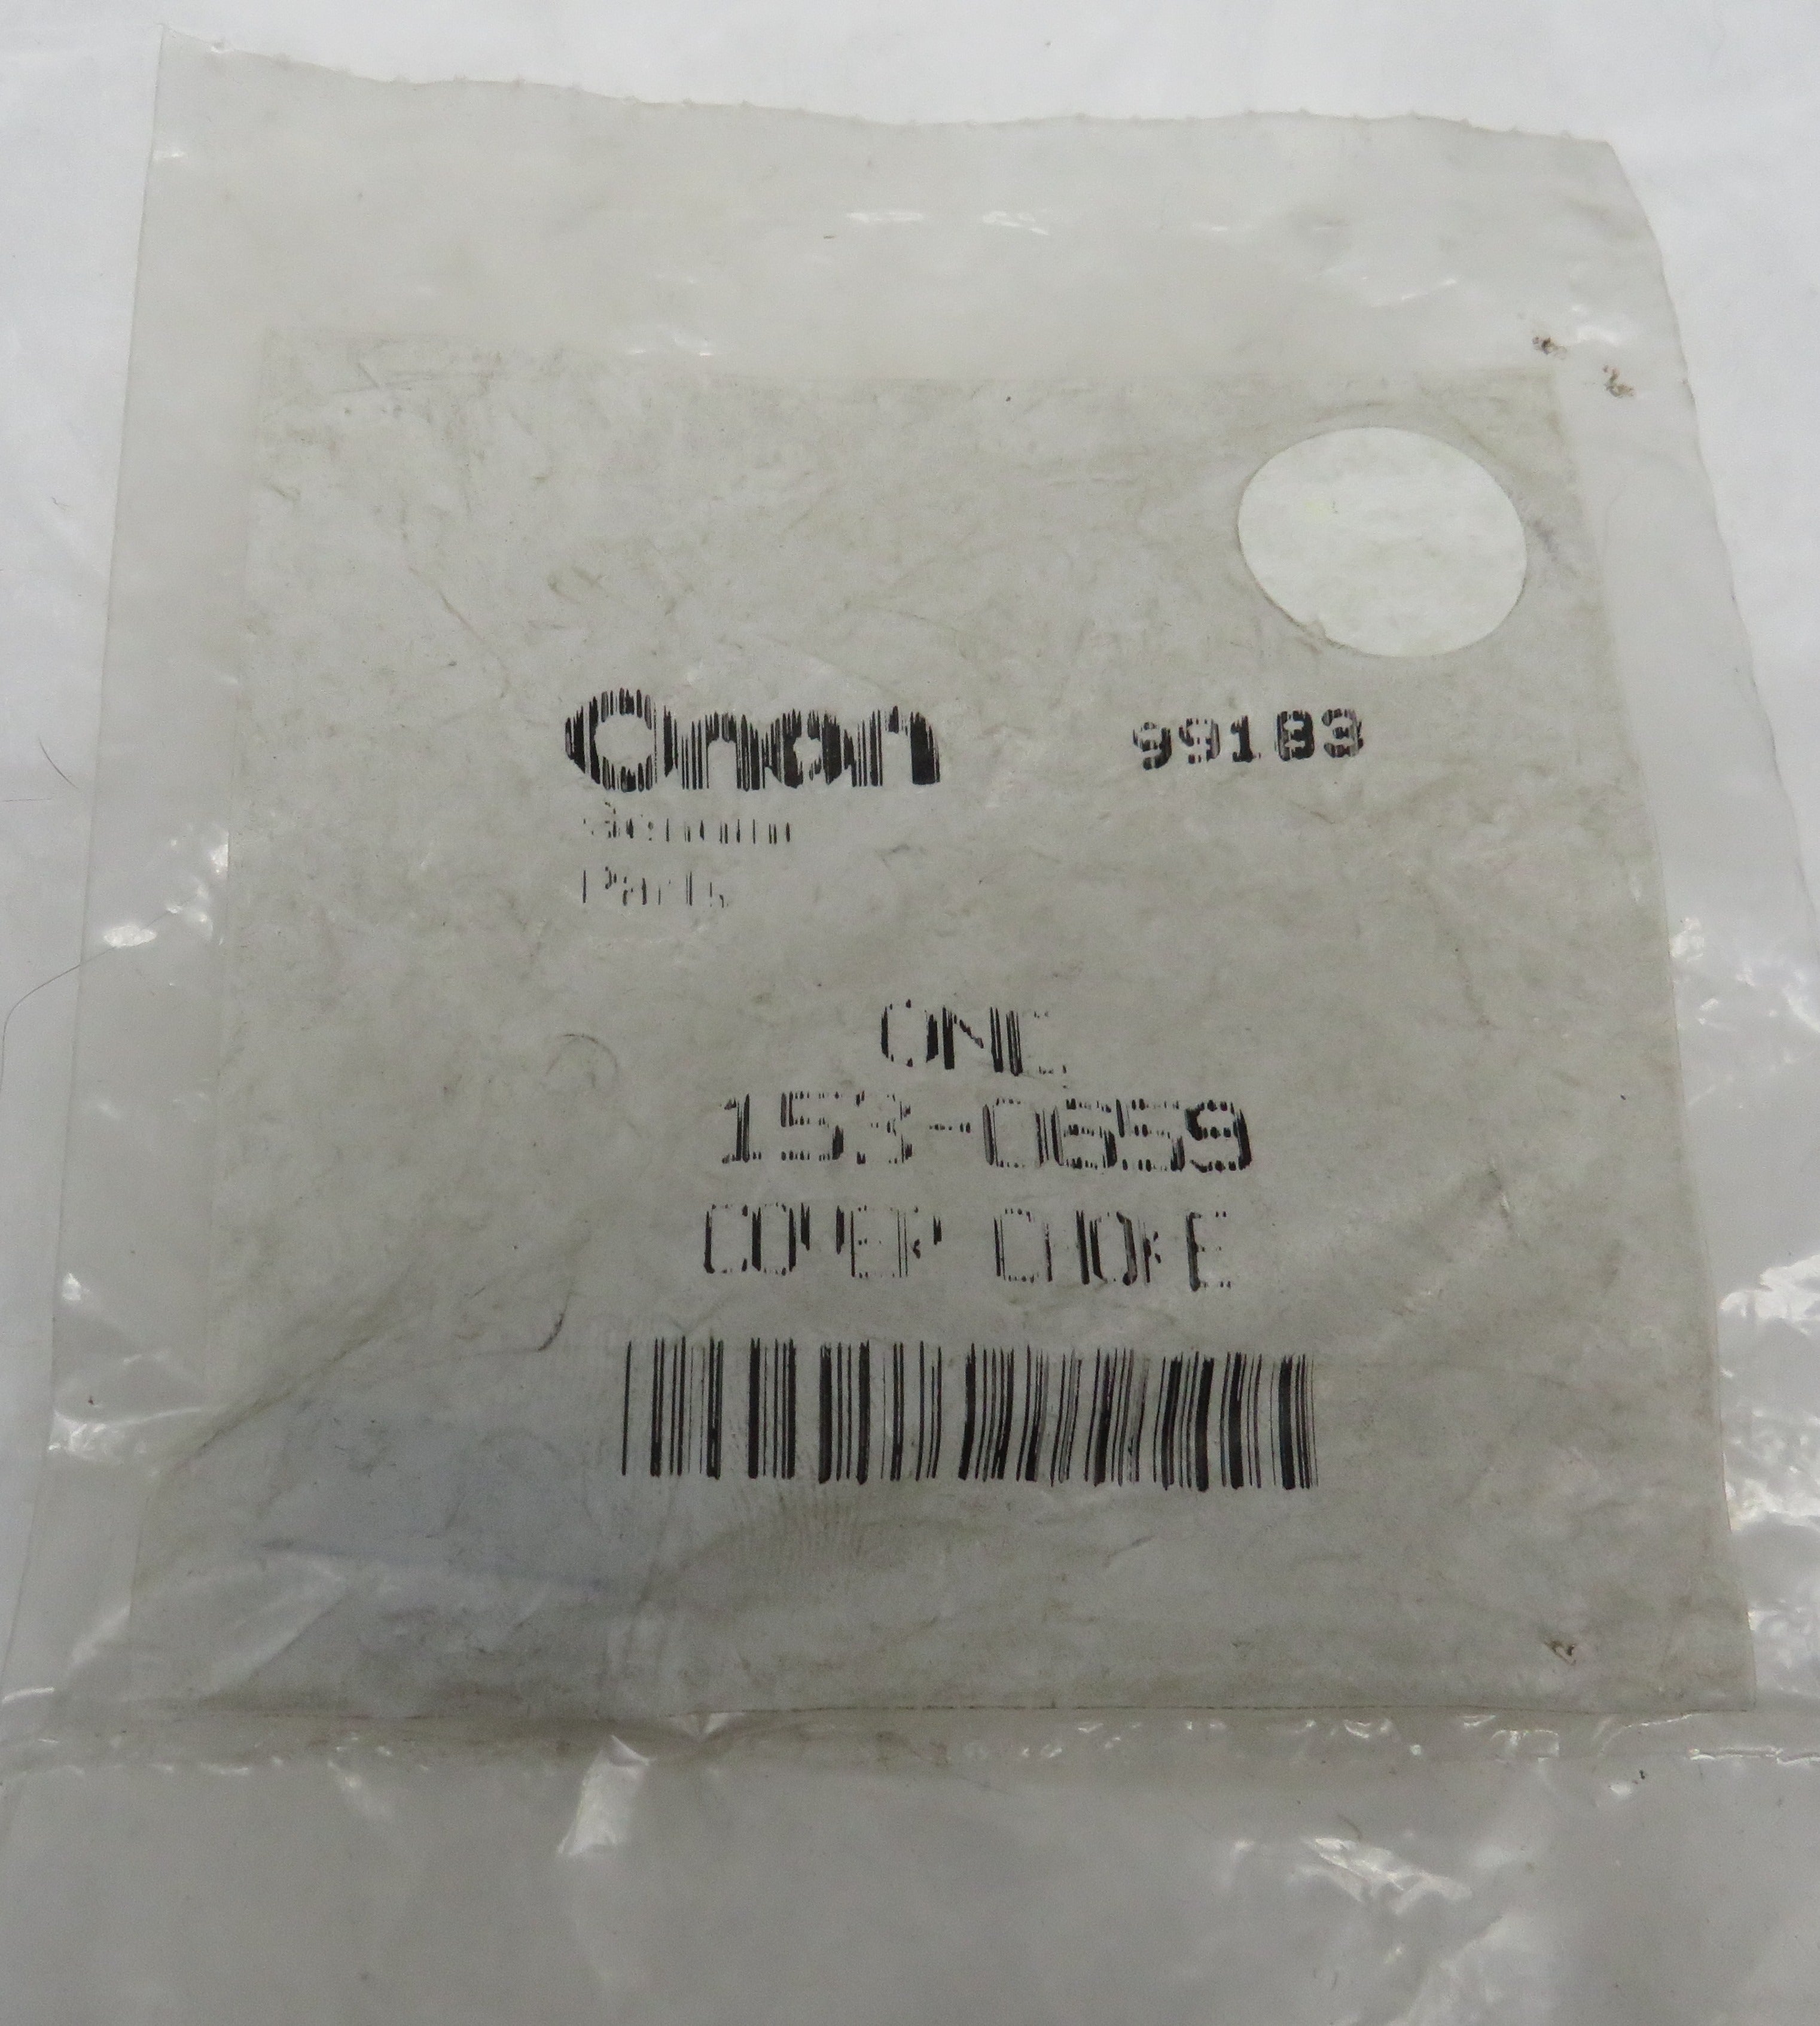 Onan 99183
Genuine
Parts
ONE
153-0659
COVER CHOKE